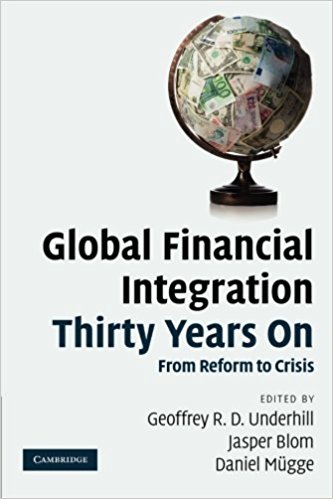 Global Financial
Integration
Thirty Years On
From Reform to Crisis
EDITED BY
Geoffrey R. D. Underhill
Jasper Blom
Daniel Mügge
CAMBRIDGE